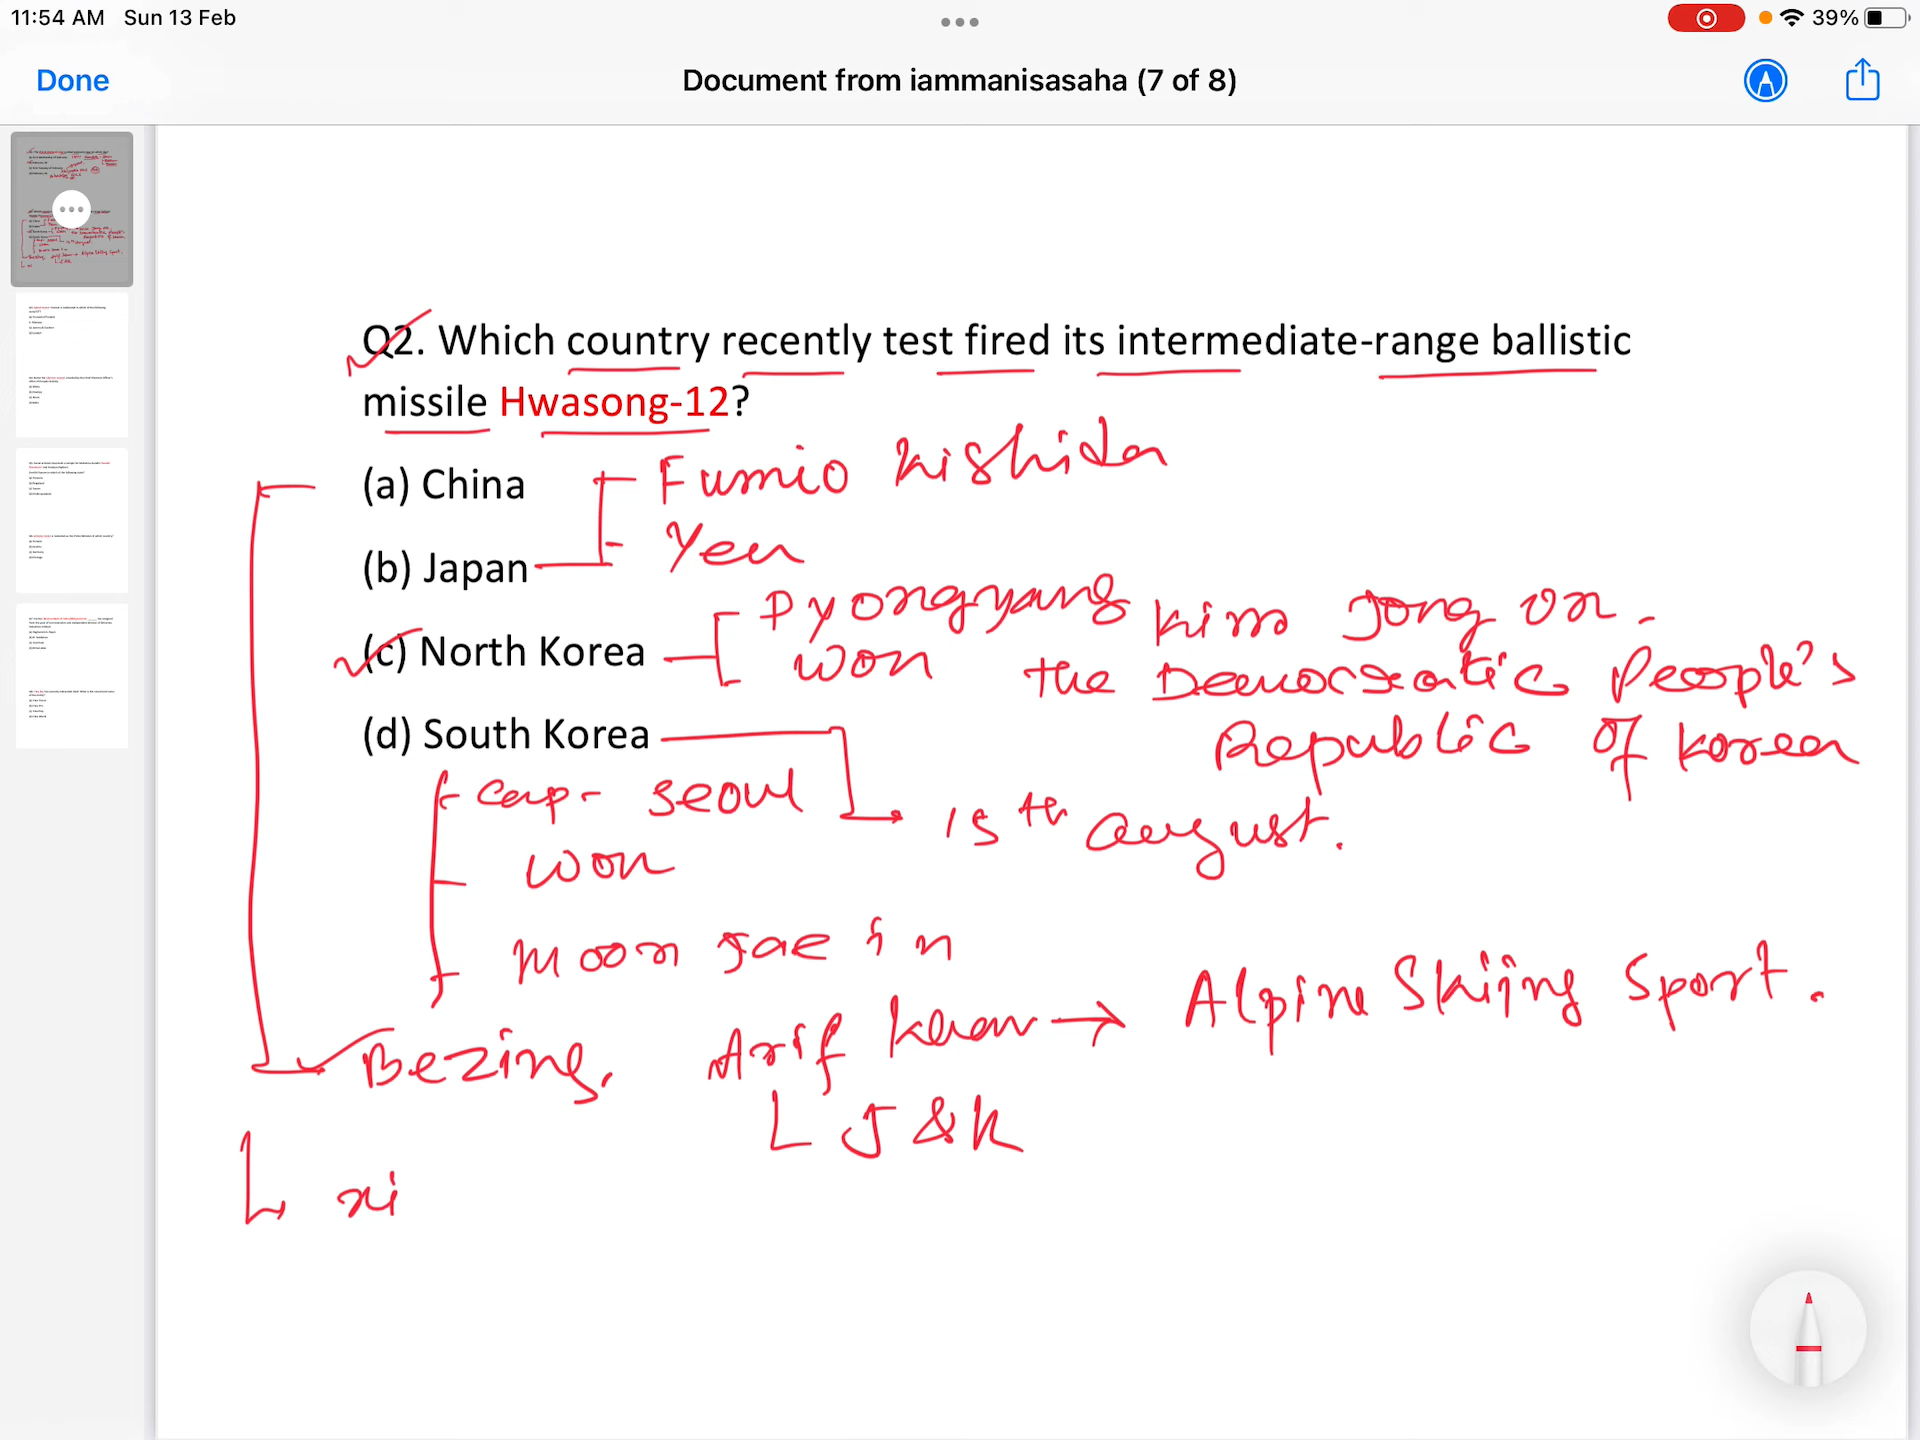 11:54 AM Sun 13 Feb
39%
Done
Document from iammanisasaha (7 of 8)
Q2. Which country recently test fired its intermediate-range ballistic
missile Hwasong-12?
(a) China
Fumio Kishida
Yen
(b) Japan
Pyongyang Kim Jong on.
(c) North Korea
won the Democratic People's
Republic of Korea
(d) South Korea
cap- seoul
15th august.
won
moon Jae in
Bezing, Arif Khan → Alpine Skiing Sport.
J&K
xi